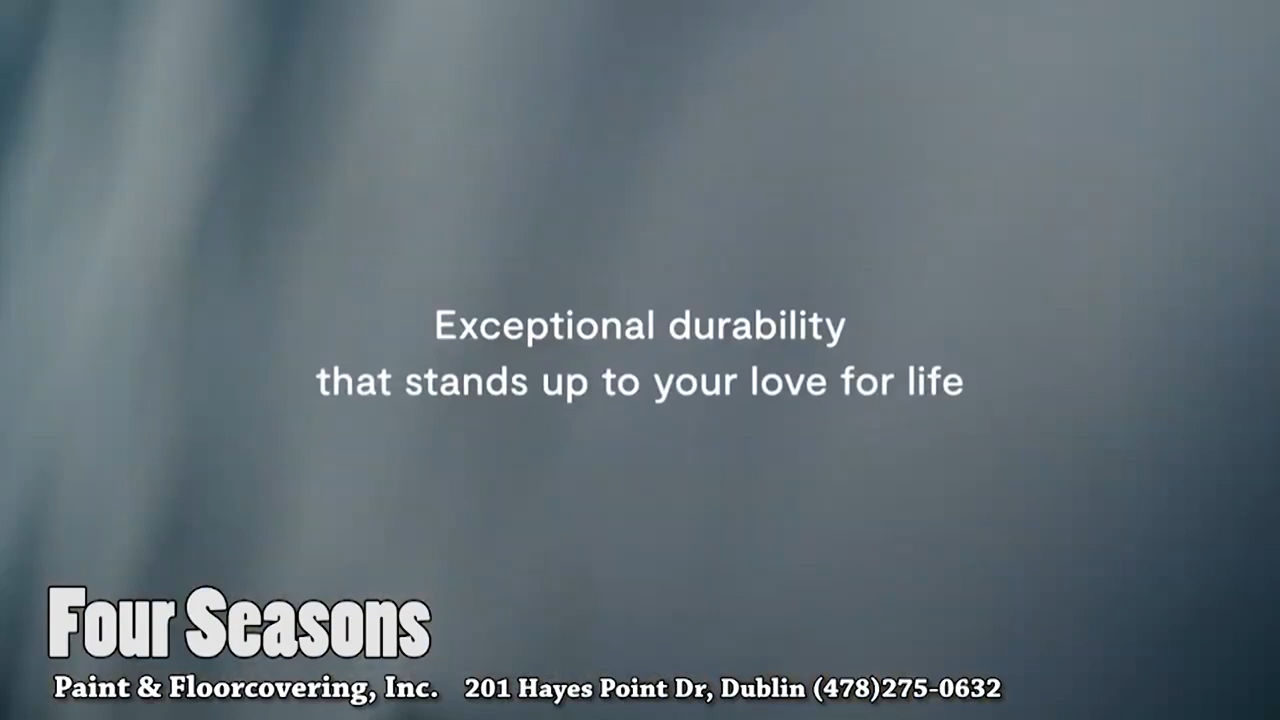 Exceptional durability
that stands up to your love for life
Four Seasons
Paint & Floorcovering, Inc. 201 Hayes Point Dr, Dublin (478)275-0632